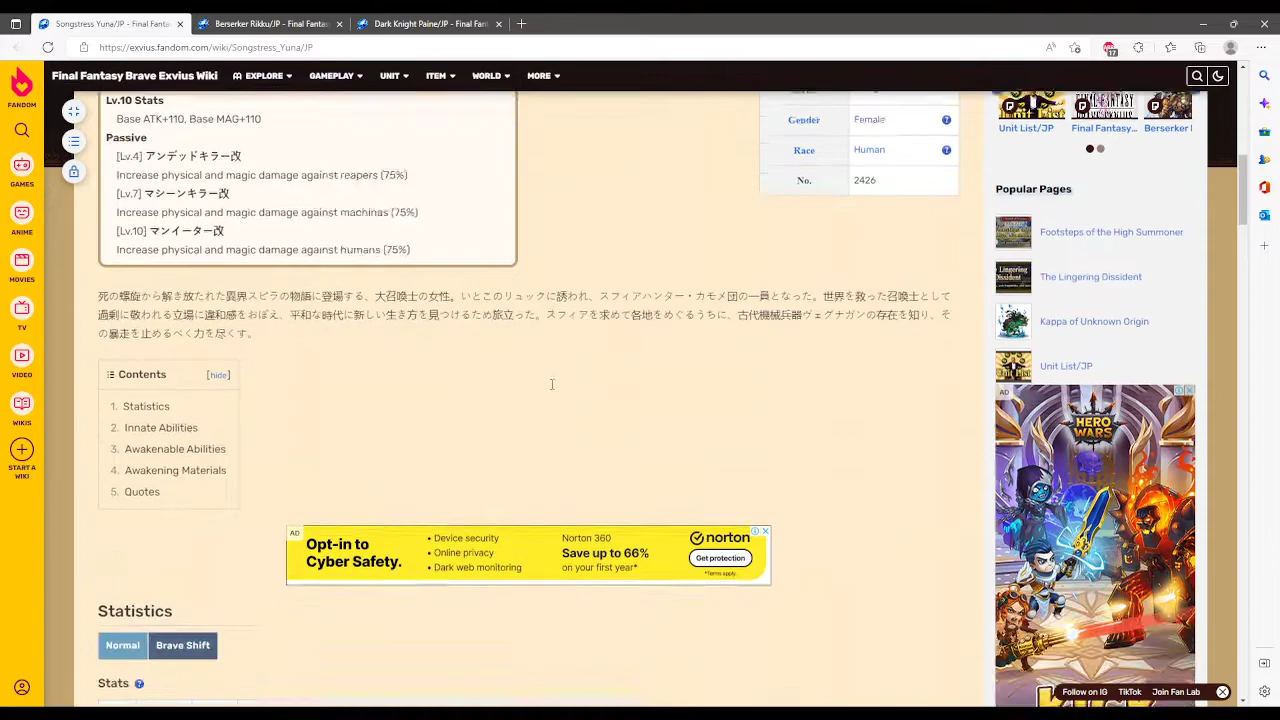 Songstress Yuna/JP - Final Fanta
Berserker Rikku/JP - Final Fantas
Dark Knight Paine/JP - Final Fant
https://exvius.fandom.com/wiki/Songstress_Yuna/JP
17
Final Fantasy Brave Exvius Wiki
EXPLORE
GAMEPLAY
UNIT
ITEM
WORLD
MORE
FANDOM
GAMES
ANIME
MOVIES
TV
VIDEO
WIKIS
START A
WIKI
Lv.10 Stats
Base ATK+110, Base MAG+110
Passive
[Lv.4] アンデッドキラー改
Increase physical and magic damage against reapers (75%)
[Lv.7] マシーンキラー改
Increase physical and magic damage against machinas (75%)
[Lv.10] マンイーター改
Increase physical and magic damage against humans (75%)
Gender Female
Race Human
No. 2426
死の螺旋から解き放たれた異界スピラの物語に登場する、大召喚士の女性。いとこのリュックに誘われ、スフィアハンター・カモメ団の一員となった。世界を救った召喚士として
過剰に敬われる立場に違和感をおぼえ、平和な時代に新しい生き方を見つけるため旅立った。スフィアを求めて各地をめぐるうちに、古代機械兵器ヴェグナガンの存在を知り、そ
の暴走を止めるべく力を尽くす。
Contents [hide]
1. Statistics
2. Innate Abilities
3. Awakenable Abilities
4. Awakening Materials
5. Quotes
AD
Opt-in to
Cyber Safety.
• Device security
• Online privacy
• Dark web monitoring
Norton 360
Save up to 66%
on your first year*
norton
Get protection
*Terms apply.
Statistics
Normal
Brave Shift
Stats
Unit List/JP
Final Fantasy...
Berserker
Popular Pages
Footsteps of the High Summoner
The Lingering Dissident
Kappa of Unknown Origin
Unit List/JP
AD
HERO
WARS
Follow on IG
TikTok
Join Fan Lab